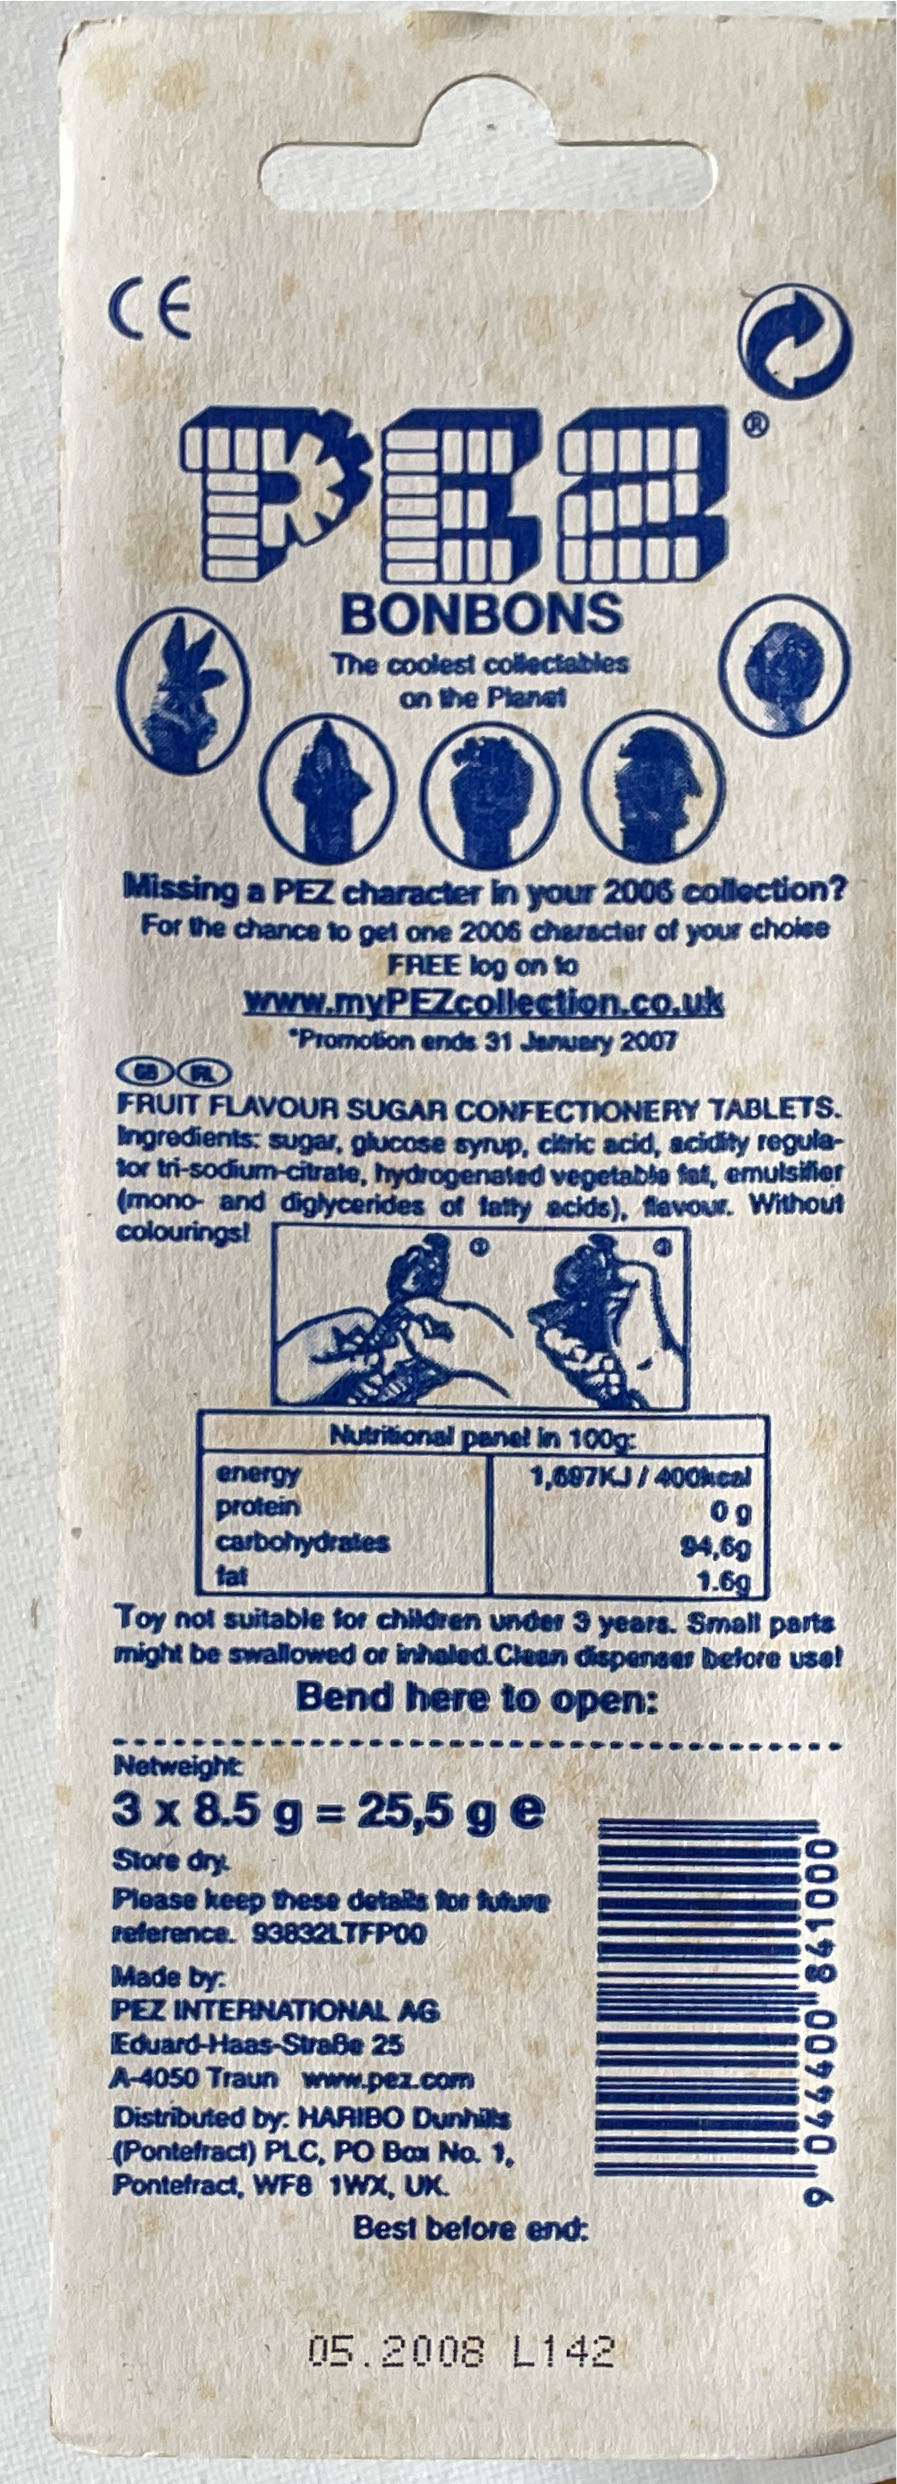 CE
PEZ®
BONBONS
The coolest collectables
on the Planet
Missing a PEZ character in your 2006 collection?
For the chance to get one 2006 character of your choise
FREE log on to
www.myPEZcollection.co.uk
*Promotion ends 31 January 2007
GB IRL
FRUIT FLAVOUR SUGAR CONFECTIONERY TABLETS.
Ingredients: sugar, glucose syrup, citric acid, acidity regula-
tor tri-sodium-citrate, hydrogenated vegetable fat, emulsifier
(mono- and diglycerides of fatty acids), flavour. Without
colourings!
① ②
Nutritional panel in 100g:
energy 1,697KJ / 400kcal
protein 0 g
carbohydrates 94,6g
fat 1.6g
Toy not suitable for children under 3 years. Small parts
might be swallowed or inhaled.Clean dispenser before use!
Bend here to open:
Netweight:
3 x 8.5 g = 25,5 g e
Store dry.
Please keep these details for future
reference. 93832LTFP00
Made by:
PEZ INTERNATIONAL AG
Eduard-Haas-Straße 25
A-4050 Traun www.pez.com
Distributed by: HARIBO Dunhills
(Pontefract) PLC, PO Box No. 1,
Pontefract, WF8 1WX, UK.
9 044400 841000
Best before end:
05.2008 L142